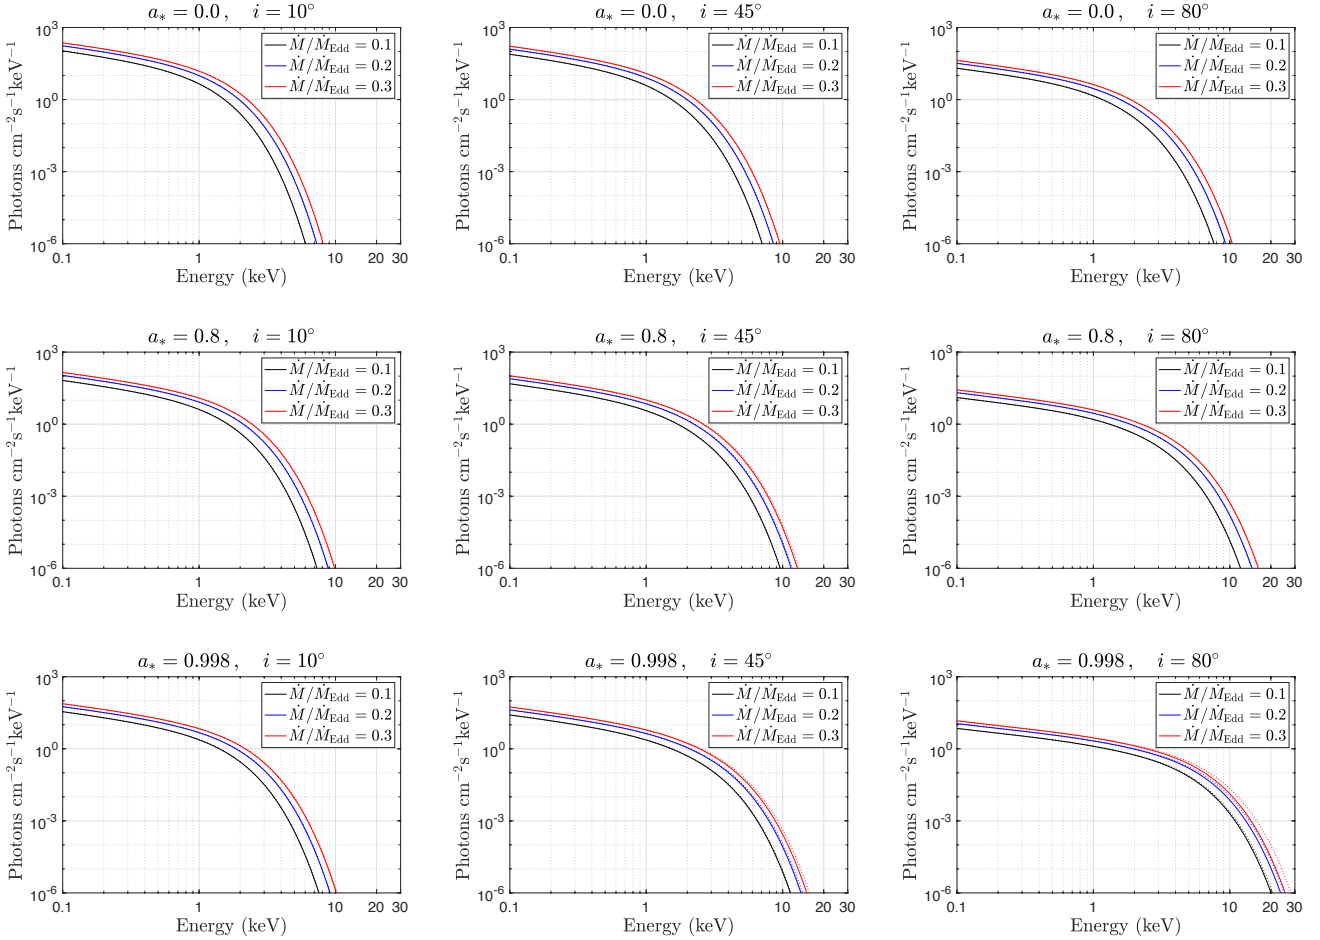 a* = 0.0, i = 10°
Photons cm−2s−1keV−1
103
100
10-3
10-6
Ṁ/ṀEdd = 0.1
Ṁ/ṀEdd = 0.2
Ṁ/ṀEdd = 0.3
0.1 1 10 20 30
Energy (keV)
a* = 0.0, i = 45°
Photons cm−2s−1keV−1
103
100
10-3
10-6
Ṁ/ṀEdd = 0.1
Ṁ/ṀEdd = 0.2
Ṁ/ṀEdd = 0.3
0.1 1 10 20 30
Energy (keV)
a* = 0.0, i = 80°
Photons cm−2s−1keV−1
103
100
10-3
10-6
Ṁ/ṀEdd = 0.1
Ṁ/ṀEdd = 0.2
Ṁ/ṀEdd = 0.3
0.1 1 10 20 30
Energy (keV)
a* = 0.8, i = 10°
Photons cm−2s−1keV−1
103
100
10-3
10-6
Ṁ/ṀEdd = 0.1
Ṁ/ṀEdd = 0.2
Ṁ/ṀEdd = 0.3
0.1 1 10 20 30
Energy (keV)
a* = 0.8, i = 45°
Photons cm−2s−1keV−1
103
100
10-3
10-6
Ṁ/ṀEdd = 0.1
Ṁ/ṀEdd = 0.2
Ṁ/ṀEdd = 0.3
0.1 1 10 20 30
Energy (keV)
a* = 0.8, i = 80°
Photons cm−2s−1keV−1
103
100
10-3
10-6
Ṁ/ṀEdd = 0.1
Ṁ/ṀEdd = 0.2
Ṁ/ṀEdd = 0.3
0.1 1 10 20 30
Energy (keV)
a* = 0.998, i = 10°
Photons cm−2s−1keV−1
103
100
10-3
10-6
Ṁ/ṀEdd = 0.1
Ṁ/ṀEdd = 0.2
Ṁ/ṀEdd = 0.3
0.1 1 10 20 30
Energy (keV)
a* = 0.998, i = 45°
Photons cm−2s−1keV−1
103
100
10-3
10-6
Ṁ/ṀEdd = 0.1
Ṁ/ṀEdd = 0.2
Ṁ/ṀEdd = 0.3
0.1 1 10 20 30
Energy (keV)
a* = 0.998, i = 80°
Photons cm−2s−1keV−1
103
100
10-3
10-6
Ṁ/ṀEdd = 0.1
Ṁ/ṀEdd = 0.2
Ṁ/ṀEdd = 0.3
0.1 1 10 20 30
Energy (keV)